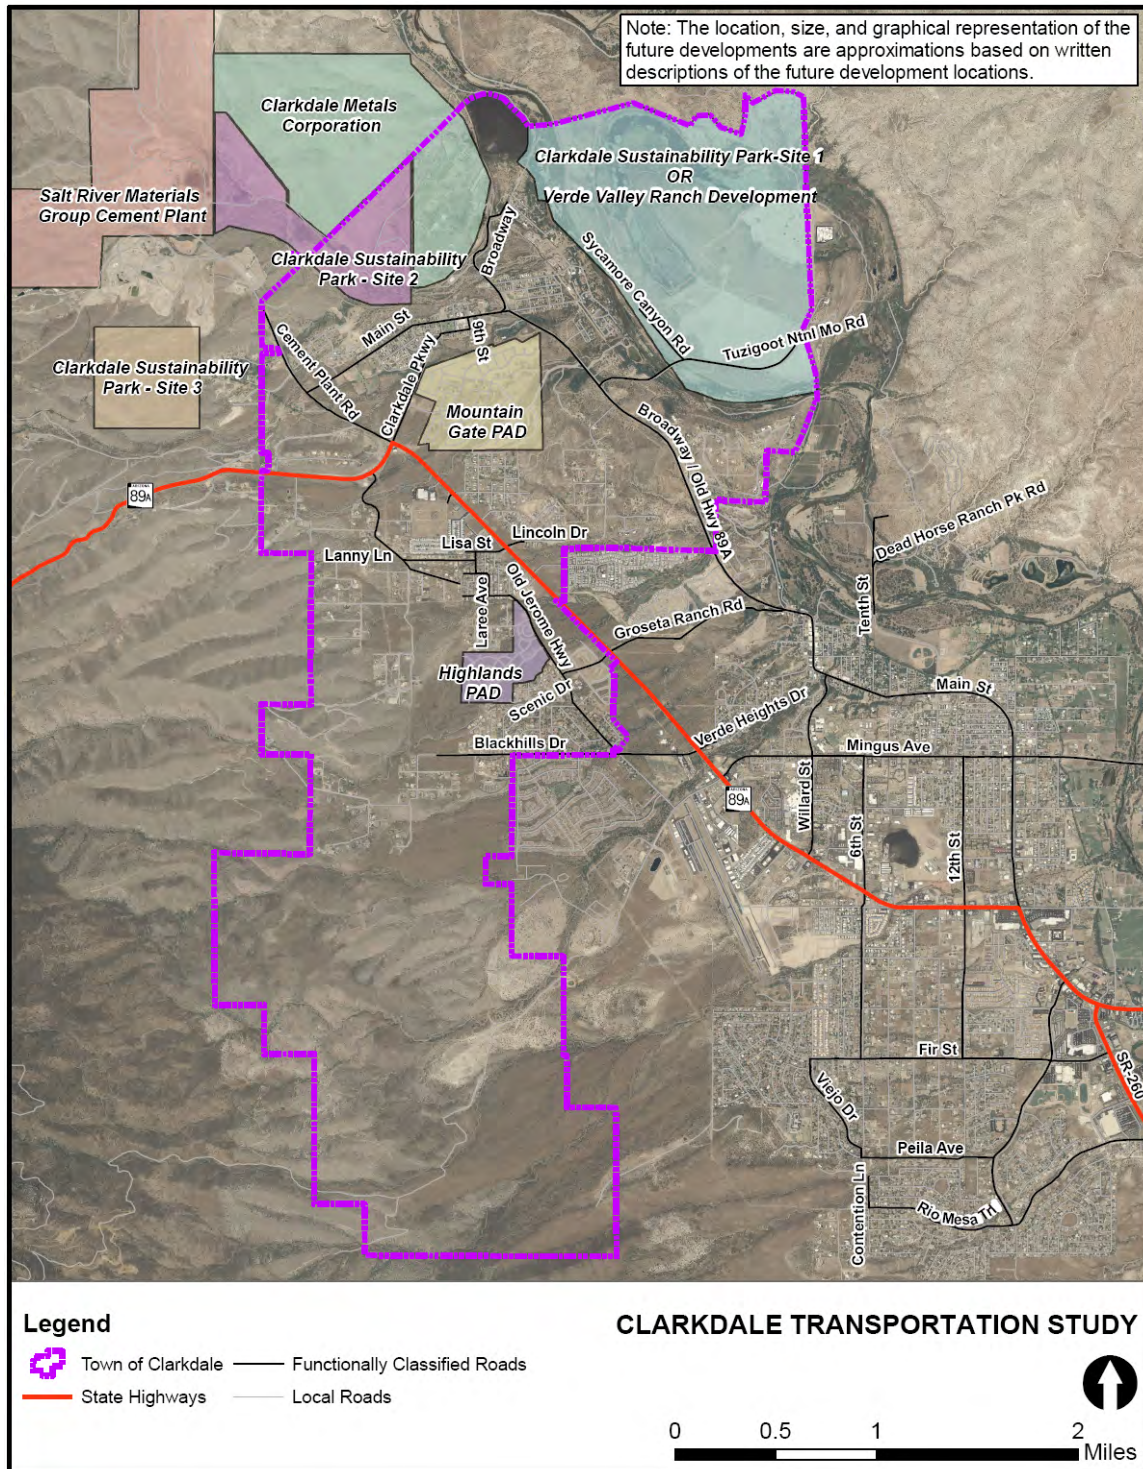 Note: The location, size, and graphical representation of the
future developments are approximations based on written
descriptions of the future development locations.
Clarkdale Metals
Corporation
Clarkdale Sustainability Park-Site 1
OR
Verde Valley Ranch Development
Salt River Materials
Group Cement Plant
Clarkdale Sustainability
Park - Site 2
Broadway
Sycamore Canyon Rd
Main St
9th St
Tuzigoot Ntnl Mo Rd
Cement Plant Rd
Clarkdale Pkwy
Clarkdale Sustainability
Park - Site 3
Mountain
Gate PAD
Broadway / Old Hwy 89A
ARIZONA
89A
Dead Horse Ranch Pk Rd
Lincoln Dr
Lisa St
Lanny Ln
Old Jerome Hwy
Laree Ave
Tenth St
Groseta Ranch Rd
Highlands
PAD
Scenic Dr
Main St
Verde Heights Dr
Blackhills Dr
Mingus Ave
ARIZONA
89A
Willard St
6th St
12th St
Fir St
SR-260
Viejo Dr
Peila Ave
Contention Ln
Rio Mesa Trl
Legend
CLARKDALE TRANSPORTATION STUDY
Town of Clarkdale
Functionally Classified Roads
State Highways
Local Roads
0 0.5 1 2
Miles